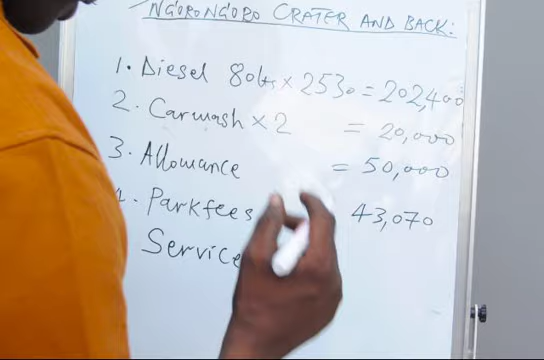 NGORONGORO CRATER AND BACK:
1. Diesel 80lts x 2530 = 202,400
2. Carwash x 2 = 20,000
3. Allowance = 50,000
4. Parkfees 43,070
Service